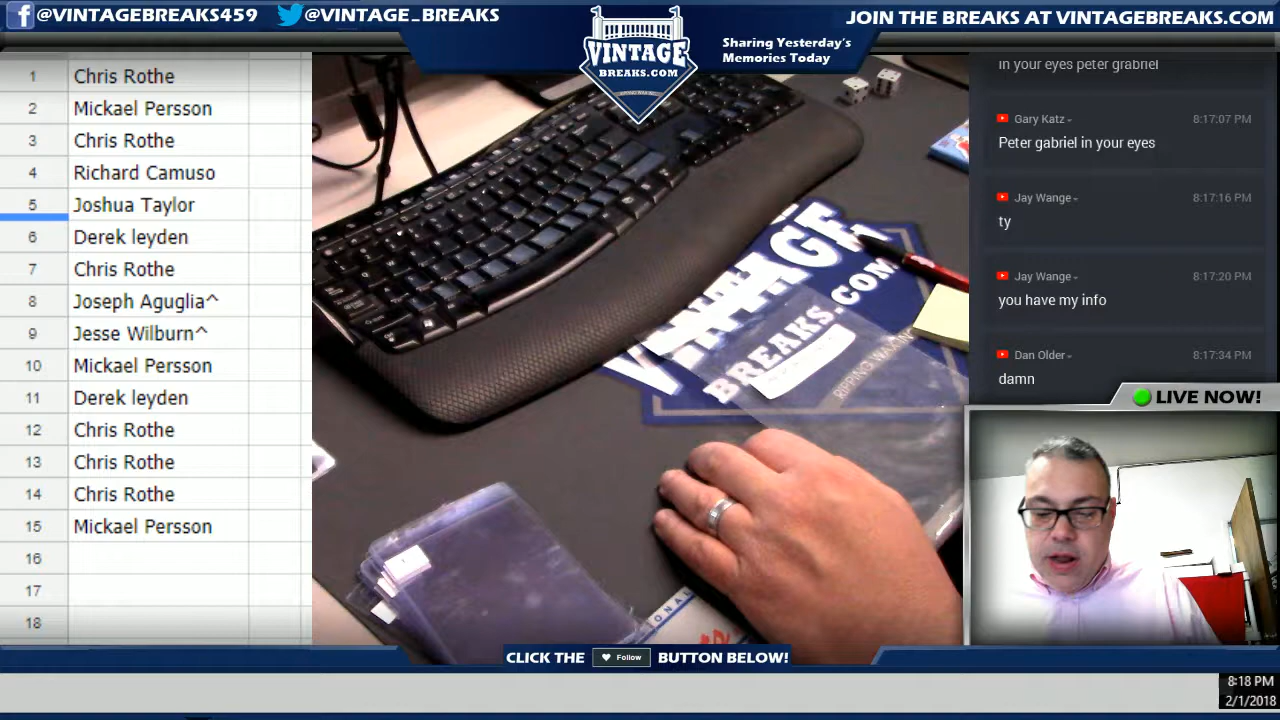 @VINTAGEBREAKS459
@VINTAGE_BREAKS
VINTAGE
BREAKS.COM
Sharing Yesterday's
Memories Today
JOIN THE BREAKS AT VINTAGEBREAKS.COM
1 Chris Rothe
2 Mickael Persson
3 Chris Rothe
4 Richard Camuso
5 Joshua Taylor
6 Derek leyden
7 Chris Rothe
8 Joseph Aguglia^
9 Jesse Wilburn^
10 Mickael Persson
11 Derek leyden
12 Chris Rothe
13 Chris Rothe
14 Chris Rothe
15 Mickael Persson
16
17
18
VINTAGE
BREAKS.COM
RIPPING WAX
in your eyes peter grabriel
Gary Katz 8:17:07 PM
Peter gabriel in your eyes
Jay Wange 8:17:16 PM
ty
Jay Wange 8:17:20 PM
you have my info
Dan Older 8:17:34 PM
damn
LIVE NOW!
CLICK THE Follow BUTTON BELOW!
8:18 PM
2/1/2018